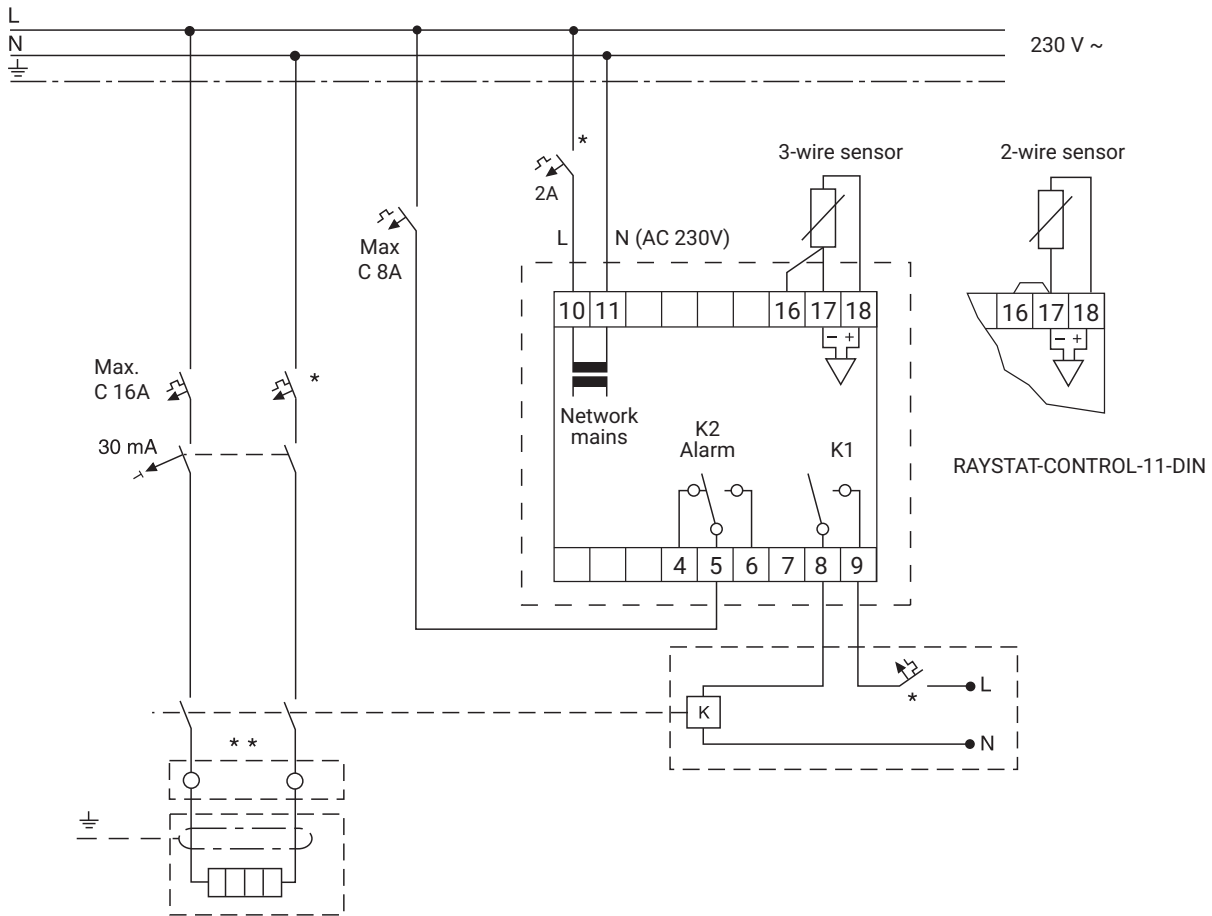 L
N
230 V ~
3-wire sensor
2-wire sensor
*
2A
L
N (AC 230V)
Max
C 8A
10 11 16 17 18
16 17 18
− +
− +
Max.
C 16A
*
Network
mains
30 mA
K2
Alarm
K1
RAYSTAT-CONTROL-11-DIN
4 5 6 7 8 9
L
*
K
N
* *